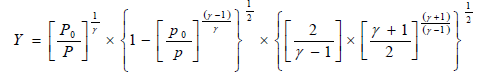 Y = [P₀/P]^(1/γ) × {1 − [p₀/p]^((γ−1)/γ)}^(1/2) × {[2/(γ−1)] × [(γ+1)/2]^((γ+1)/(γ−1))}^(1/2)